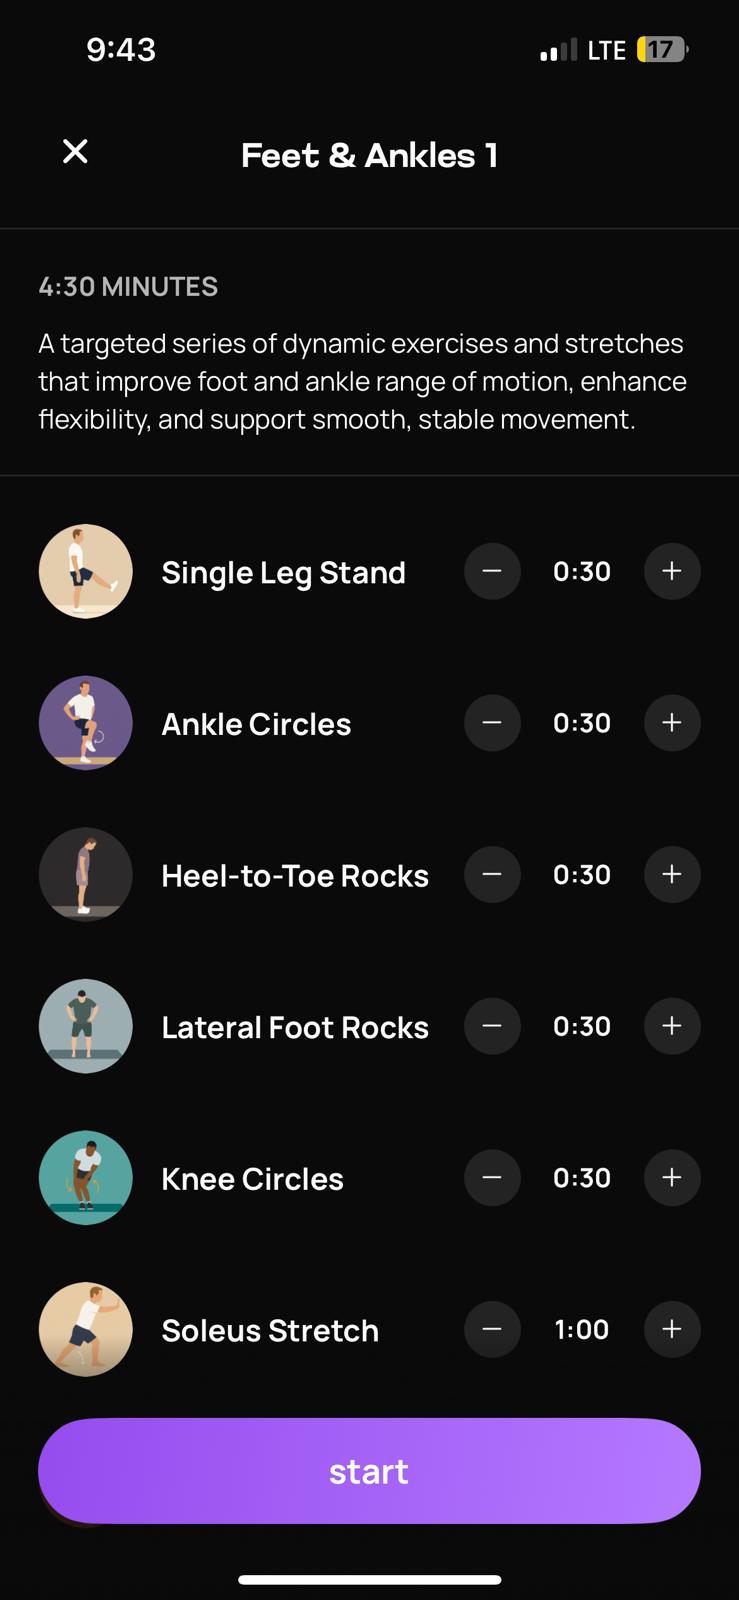 9:43
LTE
17
Feet & Ankles 1
4:30 MINUTES
A targeted series of dynamic exercises and stretches
that improve foot and ankle range of motion, enhance
flexibility, and support smooth, stable movement.
Single Leg Stand
0:30
Ankle Circles
0:30
Heel-to-Toe Rocks
0:30
Lateral Foot Rocks
0:30
Knee Circles
0:30
Soleus Stretch
1:00
start